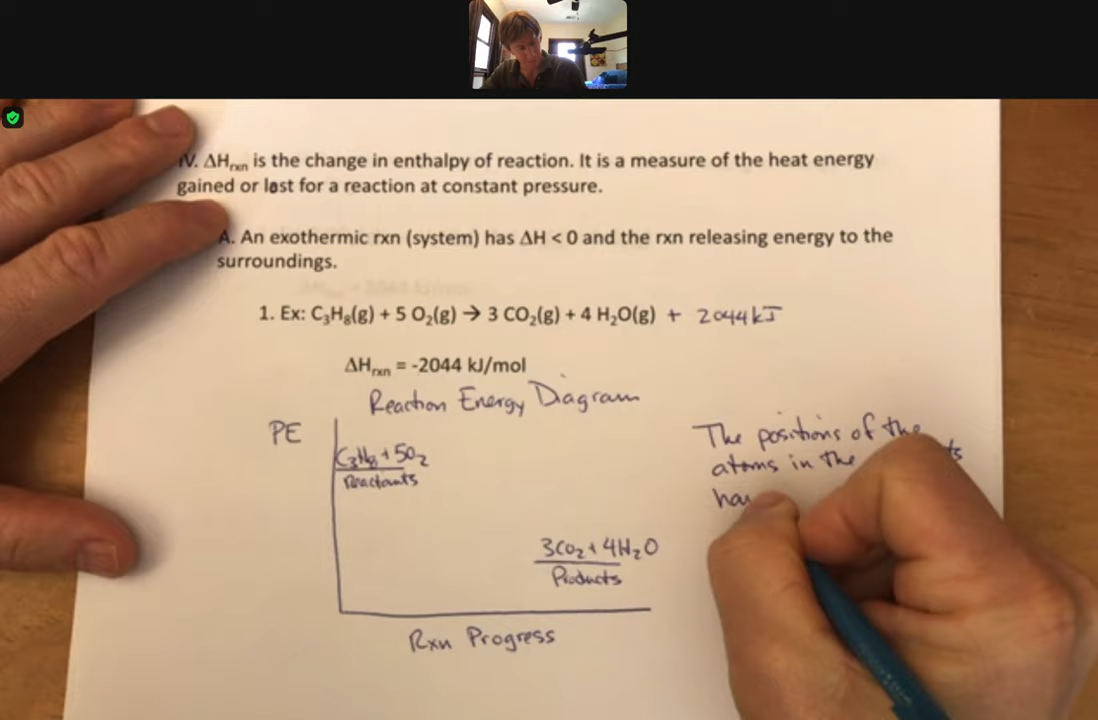 IV. ΔHrxn is the change in enthalpy of reaction. It is a measure of the heat energy
gained or lost for a reaction at constant pressure.
A. An exothermic rxn (system) has ΔH < 0 and the rxn releasing energy to the
surroundings.
1. Ex: C₃H₈(g) + 5 O₂(g) → 3 CO₂(g) + 4 H₂O(g) + 2044 kJ
ΔHrxn = -2044 kJ/mol
Reaction Energy Diagram
PE
C₃H₈ + 5O₂
Reactants
3CO₂ + 4H₂O
Products
Rxn Progress
The positions of the
atoms in the